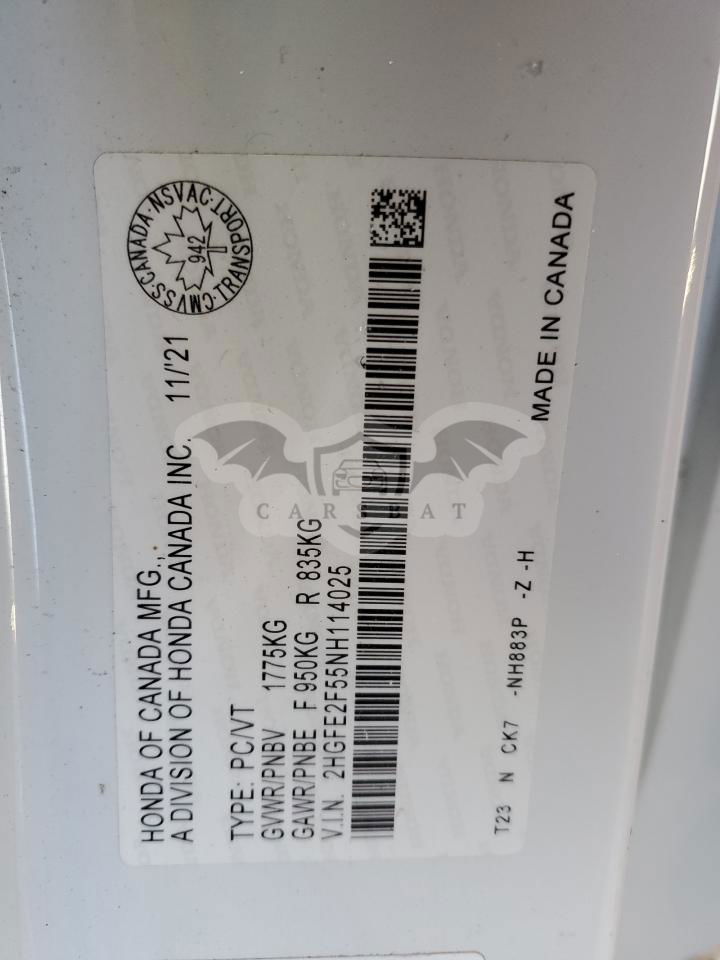 HONDA OF CANADA MFG.,
A DIVISION OF HONDA CANADA INC. 11/'21
CMVSS·CANADA·NSVAC·TRANSPORT
942
TYPE: PC/VT
GVWR/PNBV 1775KG
GAWR/PNBE F 950KG R 835KG
V.I.N. 2HGFE2F55NH114025
T23 N CK7 -NH883P -Z -H
MADE IN CANADA
CARSBAT